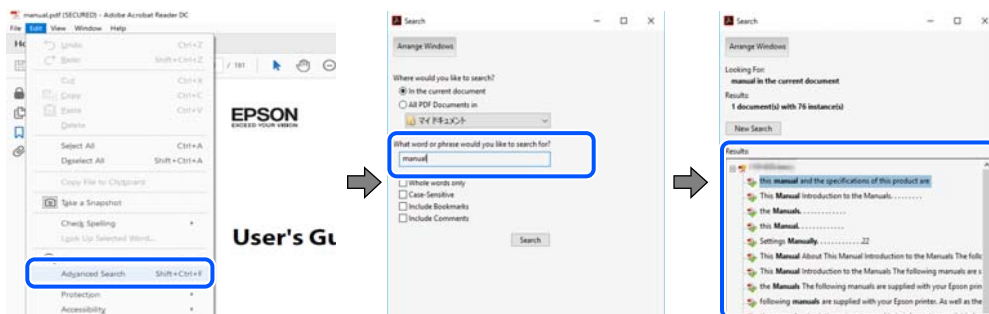 manual.pdf (SECURED) - Adobe Acrobat Reader DC
File Edit View Window Help
Undo Ctrl+Z
Shift+Ctrl+Z
Cut Ctrl+X
Copy Ctrl+C
Paste Ctrl+V
Delete
Select All Ctrl+A
Deselect All Shift+Ctrl+A
Copy File to Clipboard
Take a Snapshot
Check Spelling
Look Up Selected Word...
Advanced Search Shift+Ctrl+F
Protection
Accessibility
/ 181
EPSON
EXCEED YOUR VISION
User's Gu
Search
Arrange Windows
Where would you like to search?
In the current document
All PDF Documents in
マイ ドキュメント
What word or phrase would you like to search for?
manual
Whole words only
Case-Sensitive
Include Bookmarks
Include Comments
Search
Search
Arrange Windows
Looking For:
manual in the current document
Results:
1 document(s) with 76 instance(s)
New Search
Results
this manual and the specifications of this product are
This Manual Introduction to the Manuals. . . . . . . . .
the Manuals. . . . . . . . . . . . .
this Manual. . . . . . . . . . . . .
Settings Manually. . . . . . . . . . . .22
This Manual About This Manual Introduction to the Manuals The follo
This Manual Introduction to the Manuals The following manuals are s
the Manuals The following manuals are supplied with your Epson prin
following manuals are supplied with your Epson printer. As well as the